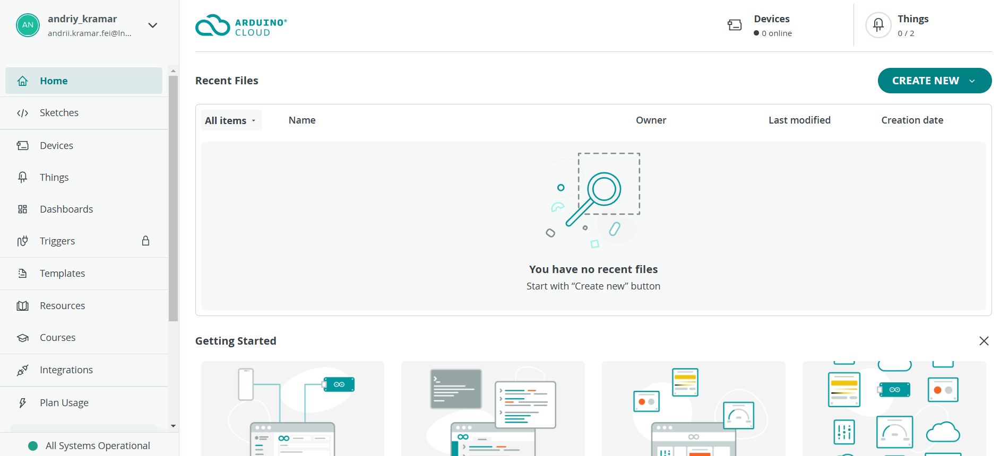 AN
andriy_kramar
andrii.kramar.fei@ln...
ARDUINO®
CLOUD
Devices
0 online
Things
0 / 2
Home
Sketches
Devices
Things
Dashboards
Triggers
Templates
Resources
Courses
Integrations
Plan Usage
All Systems Operational
Recent Files
CREATE NEW
All items
Name
Owner
Last modified
Creation date
You have no recent files
Start with “Create new” button
Getting Started